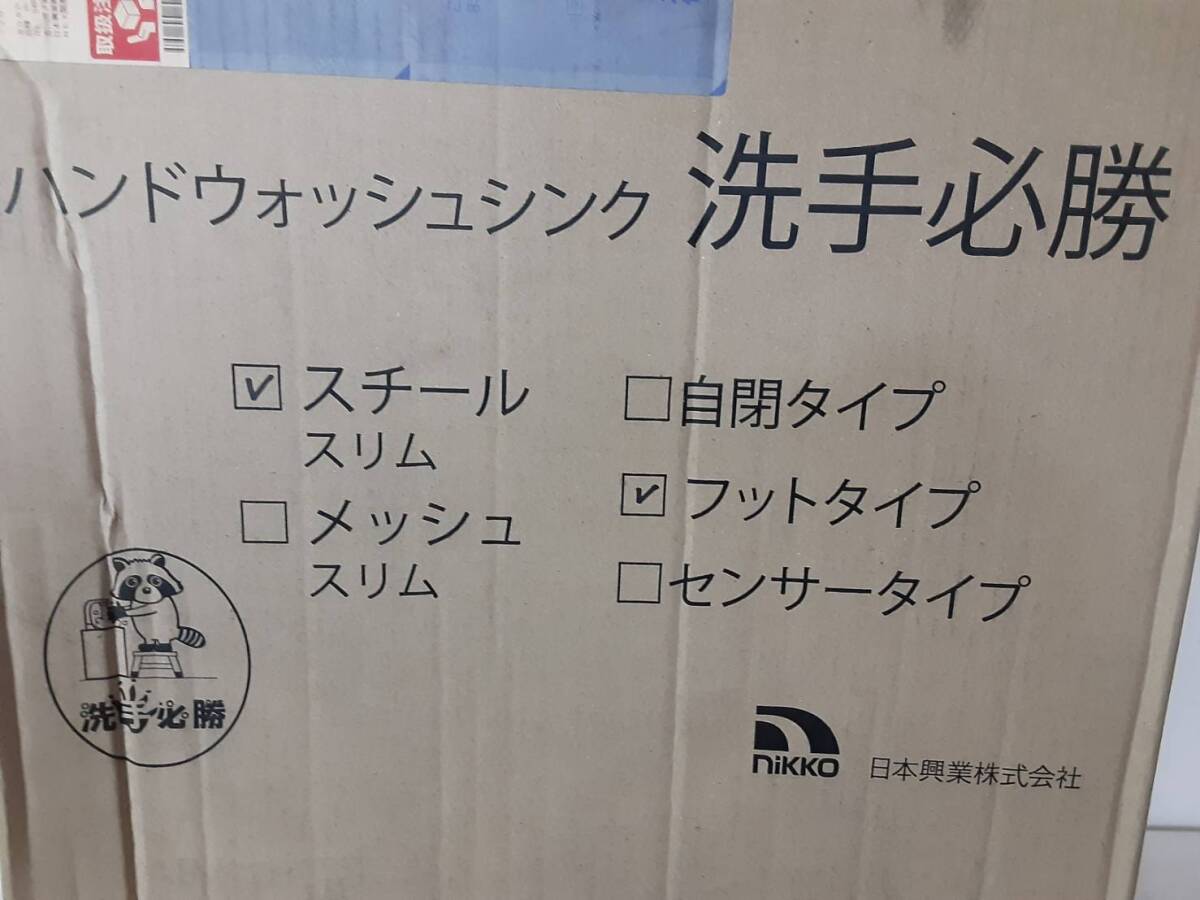 取扱注
ハンドウォッシュシンク 洗手必勝
スチール
スリム
メッシュ
スリム
自閉タイプ
フットタイプ
センサータイプ
洗手必勝
nikko 日本興業株式会社